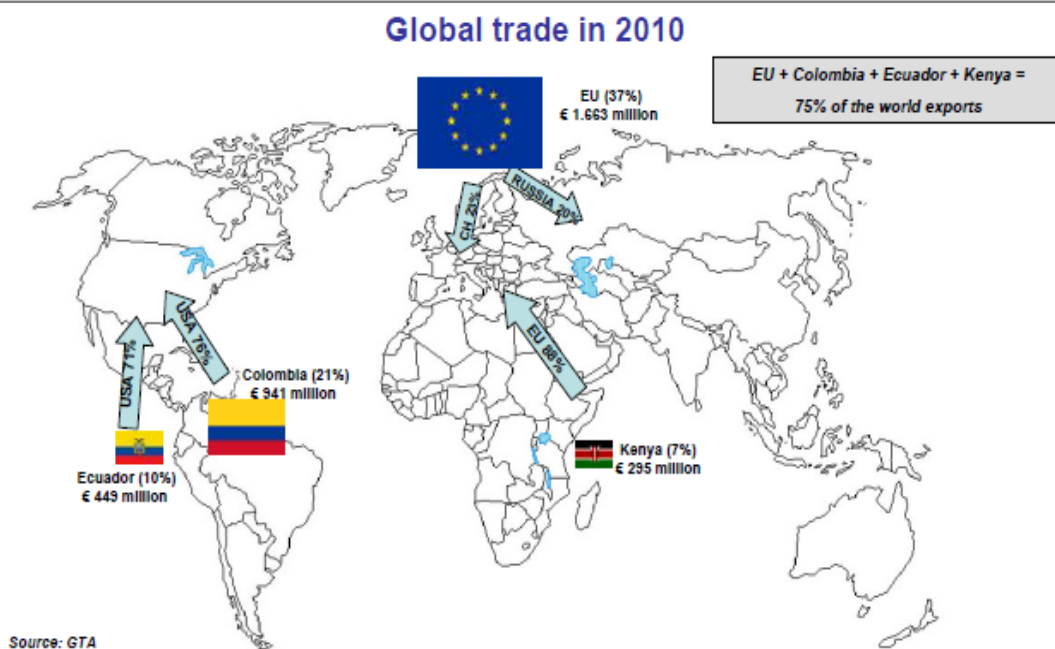 Global trade in 2010
EU + Colombia + Ecuador + Kenya =
75% of the world exports
EU (37%)
€ 1.663 million
CH 23%
RUSSIA 20%
USA 71%
USA 76%
EU 88%
Colombia (21%)
€ 941 million
Ecuador (10%)
€ 449 million
Kenya (7%)
€ 295 million
Source: GTA